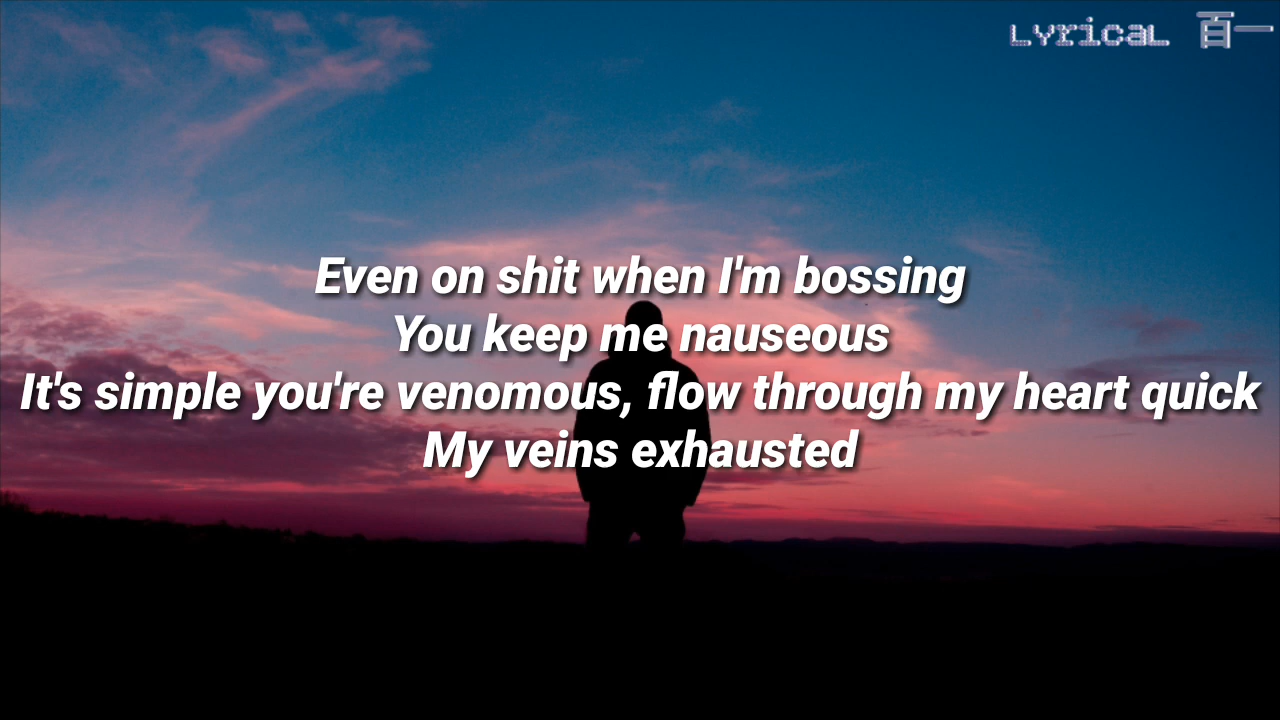 Lyrical 百一
Even on shit when I'm bossing
You keep me nauseous
It's simple you're venomous, flow through my heart quick
My veins exhausted